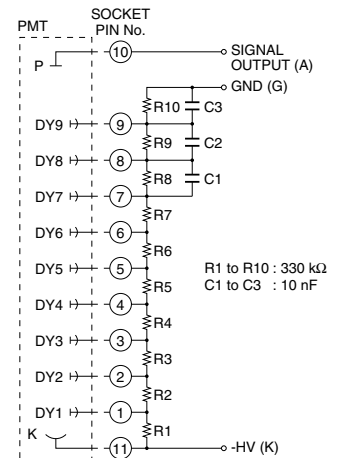 PMT
SOCKET
PIN No.
10
SIGNAL
OUTPUT (A)
P
GND (G)
R10
C3
DY9
9
R9
C2
DY8
8
R8
C1
DY7
7
R7
DY6
6
R6
DY5
5
R1 to R10 : 330 kΩ
C1 to C3 : 10 nF
R5
DY4
4
R4
DY3
3
R3
DY2
2
R2
DY1
1
R1
K
11
-HV (K)